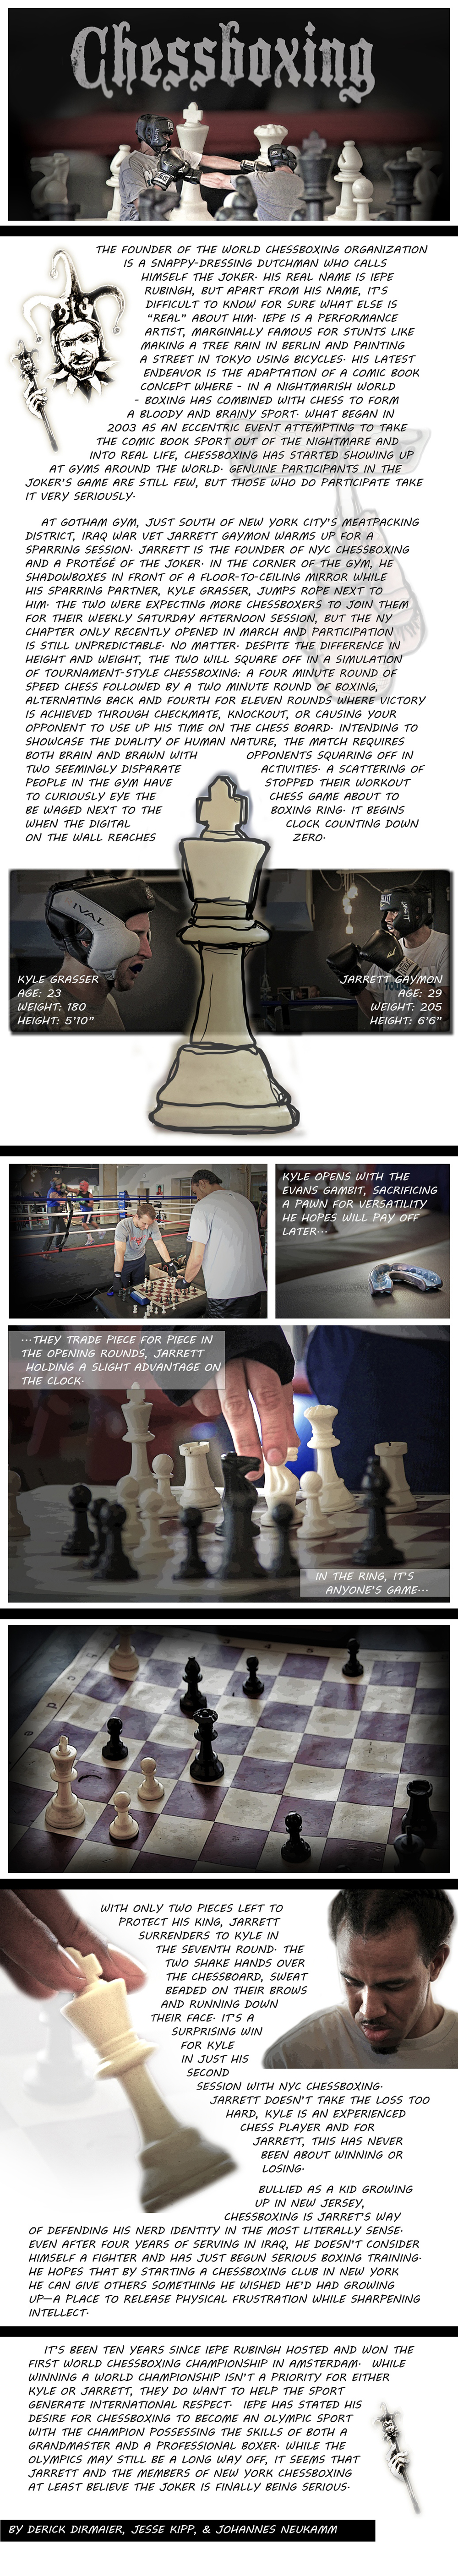 Chessboxing
THE FOUNDER OF THE WORLD CHESSBOXING ORGANIZATION
IS A SNAPPY-DRESSING DUTCHMAN WHO CALLS
HIMSELF THE JOKER. HIS REAL NAME IS IEPE
RUBINGH, BUT APART FROM HIS NAME, IT'S
DIFFICULT TO KNOW FOR SURE WHAT ELSE IS
"REAL" ABOUT HIM. IEPE IS A PERFORMANCE
ARTIST, MARGINALLY FAMOUS FOR STUNTS LIKE
MAKING A TREE RAIN IN BERLIN AND PAINTING
A STREET IN TOKYO USING BICYCLES. HIS LATEST
ENDEAVOR IS THE ADAPTATION OF A COMIC BOOK
CONCEPT WHERE - IN A NIGHTMARISH WORLD
- BOXING HAS COMBINED WITH CHESS TO FORM
A BLOODY AND BRAINY SPORT. WHAT BEGAN IN
2003 AS AN ECCENTRIC EVENT ATTEMPTING TO TAKE
THE COMIC BOOK SPORT OUT OF THE NIGHTMARE AND
INTO REAL LIFE, CHESSBOXING HAS STARTED SHOWING UP
AT GYMS AROUND THE WORLD. GENUINE PARTICIPANTS IN THE
JOKER'S GAME ARE STILL FEW, BUT THOSE WHO DO PARTICIPATE TAKE
IT VERY SERIOUSLY.
AT GOTHAM GYM, JUST SOUTH OF NEW YORK CITY'S MEATPACKING
DISTRICT, IRAQ WAR VET JARRETT GAYMON WARMS UP FOR A
SPARRING SESSION. JARRETT IS THE FOUNDER OF NYC CHESSBOXING
AND A PROTÉGÉ OF THE JOKER. IN THE CORNER OF THE GYM, HE
SHADOWBOXES IN FRONT OF A FLOOR-TO-CEILING MIRROR WHILE
HIS SPARRING PARTNER, KYLE GRASSER, JUMPS ROPE NEXT TO
HIM. THE TWO WERE EXPECTING MORE CHESSBOXERS TO JOIN THEM
FOR THEIR WEEKLY SATURDAY AFTERNOON SESSION, BUT THE NY
CHAPTER ONLY RECENTLY OPENED IN MARCH AND PARTICIPATION
IS STILL UNPREDICTABLE. NO MATTER. DESPITE THE DIFFERENCE IN
HEIGHT AND WEIGHT, THE TWO WILL SQUARE OFF IN A SIMULATION
OF TOURNAMENT-STYLE CHESSBOXING: A FOUR MINUTE ROUND OF
SPEED CHESS FOLLOWED BY A TWO MINUTE ROUND OF BOXING,
ALTERNATING BACK AND FOURTH FOR ELEVEN ROUNDS WHERE VICTORY
IS ACHIEVED THROUGH CHECKMATE, KNOCKOUT, OR CAUSING YOUR
OPPONENT TO USE UP HIS TIME ON THE CHESS BOARD. INTENDING TO
SHOWCASE THE DUALITY OF HUMAN NATURE, THE MATCH REQUIRES
BOTH BRAIN AND BRAWN WITH OPPONENTS SQUARING OFF IN
TWO SEEMINGLY DISPARATE ACTIVITIES. A SCATTERING OF
PEOPLE IN THE GYM HAVE STOPPED THEIR WORKOUT
TO CURIOUSLY EYE THE CHESS GAME ABOUT TO
BE WAGED NEXT TO THE BOXING RING. IT BEGINS
WHEN THE DIGITAL CLOCK COUNTING DOWN
ON THE WALL REACHES ZERO.
IVAL
KYLE GRASSER
AGE: 23
WEIGHT: 180
HEIGHT: 5'10"
JARRETT GAYMON
AGE: 29
WEIGHT: 205
HEIGHT: 6'6"
KYLE OPENS WITH THE
EVANS GAMBIT, SACRIFICING
A PAWN FOR VERSATILITY
HE HOPES WILL PAY OFF
LATER...
...THEY TRADE PIECE FOR PIECE IN
THE OPENING ROUNDS, JARRETT
HOLDING A SLIGHT ADVANTAGE ON
THE CLOCK.
IN THE RING, IT'S
ANYONE'S GAME...
WITH ONLY TWO PIECES LEFT TO
PROTECT HIS KING, JARRETT
SURRENDERS TO KYLE IN
THE SEVENTH ROUND. THE
TWO SHAKE HANDS OVER
THE CHESSBOARD, SWEAT
BEADED ON THEIR BROWS
AND RUNNING DOWN
THEIR FACE. IT'S A
SURPRISING WIN
FOR KYLE
IN JUST HIS
SECOND
SESSION WITH NYC CHESSBOXING.
JARRETT DOESN'T TAKE THE LOSS TOO
HARD, KYLE IS AN EXPERIENCED
CHESS PLAYER AND FOR
JARRETT, THIS HAS NEVER
BEEN ABOUT WINNING OR
LOSING.
BULLIED AS A KID GROWING
UP IN NEW JERSEY,
CHESSBOXING IS JARRET'S WAY
OF DEFENDING HIS NERD IDENTITY IN THE MOST LITERALLY SENSE.
EVEN AFTER FOUR YEARS OF SERVING IN IRAQ, HE DOESN'T CONSIDER
HIMSELF A FIGHTER AND HAS JUST BEGUN SERIOUS BOXING TRAINING.
HE HOPES THAT BY STARTING A CHESSBOXING CLUB IN NEW YORK
HE CAN GIVE OTHERS SOMETHING HE WISHED HE'D HAD GROWING
UP—A PLACE TO RELEASE PHYSICAL FRUSTRATION WHILE SHARPENING
INTELLECT.
IT'S BEEN TEN YEARS SINCE IEPE RUBINGH HOSTED AND WON THE
FIRST WORLD CHESSBOXING CHAMPIONSHIP IN AMSTERDAM. WHILE
WINNING A WORLD CHAMPIONSHIP ISN'T A PRIORITY FOR EITHER
KYLE OR JARRETT, THEY DO WANT TO HELP THE SPORT
GENERATE INTERNATIONAL RESPECT. IEPE HAS STATED HIS
DESIRE FOR CHESSBOXING TO BECOME AN OLYMPIC SPORT
WITH THE CHAMPION POSSESSING THE SKILLS OF BOTH A
GRANDMASTER AND A PROFESSIONAL BOXER. WHILE THE
OLYMPICS MAY STILL BE A LONG WAY OFF, IT SEEMS THAT
JARRETT AND THE MEMBERS OF NEW YORK CHESSBOXING
AT LEAST BELIEVE THE JOKER IS FINALLY BEING SERIOUS.
BY DERICK DIRMAIER, JESSE KIPP, & JOHANNES NEUKAMM